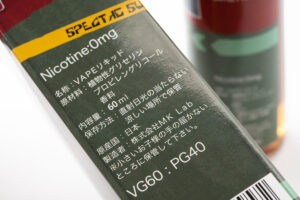 SPECTAC SU
Nicotine:0mg
名称:VAPEリキッド
原材料:植物性グリセリン
プロピレングリコール
香料
内容量:60ml
保存方法:直射日米の当たらない
涼しい場所で保管
原産国:日本
製造者:株式会社MK Lab
※小さいお子様の手の届かない
ところに保管して下さい。
VG60:PG40